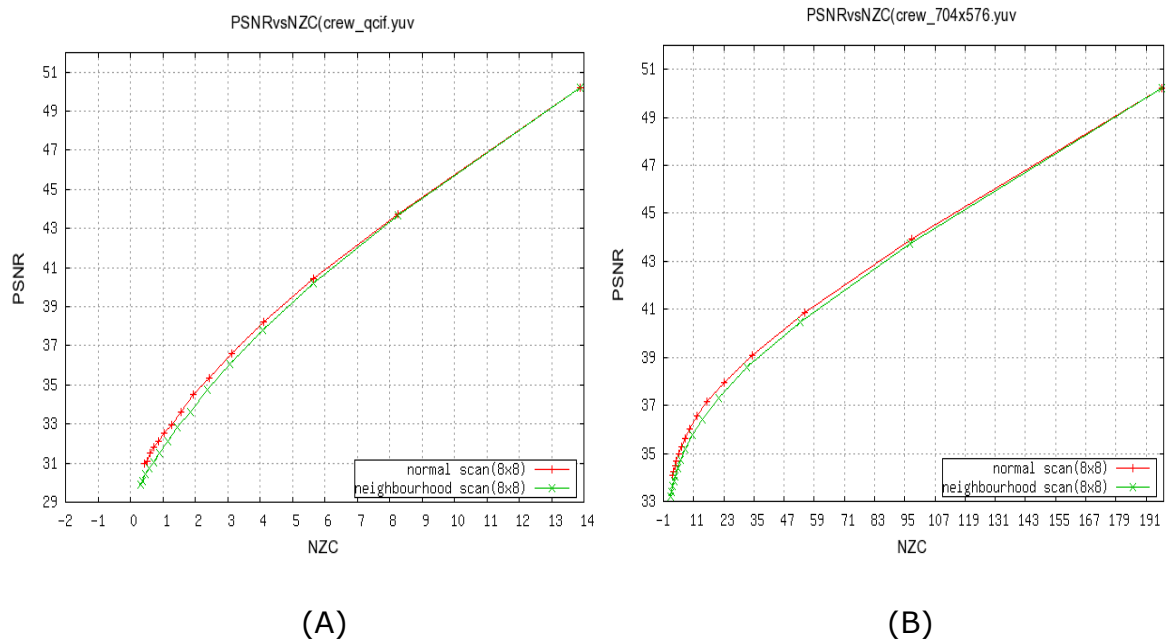 PSNRvsNZC(crew_qcif.yuv
51
49
47
45
43
41
39
37
35
33
31
29
PSNR
normal scan(8x8)
neighbourhood scan(8x8)
-2 -1 0 1 2 3 4 5 6 7 8 9 10 11 12 13 14
NZC
(A)
PSNRvsNZC(crew_704x576.yuv
51
49
47
45
43
41
39
37
35
33
PSNR
normal scan(8x8)
neighbourhood scan(8x8)
-1 11 23 35 47 59 71 83 95 107 119 131 143 155 167 179 191
NZC
(B)